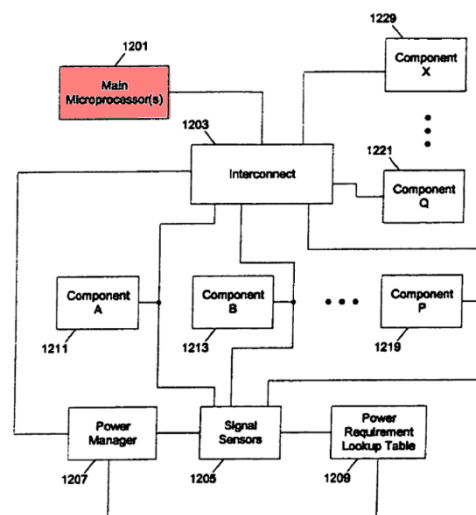 1201
Main
Microprocessor(s)
1229
Component
X
1203
Interconnect
1221
Component
Q
Component
A
1211
Component
B
1213
Component
P
1219
Power
Manager
1207
Signal
Sensors
1205
Power
Requirement
Lookup Table
1209